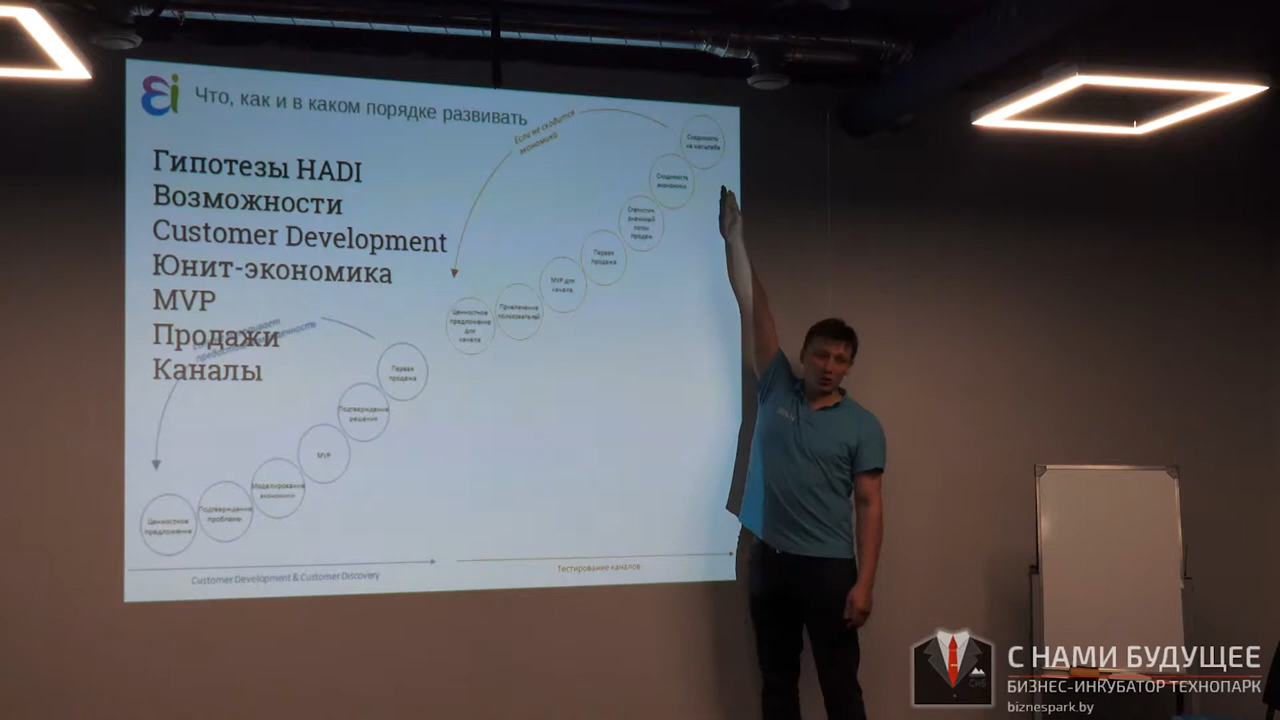 Что, как и в каком порядке развивать
Гипотезы HADI
Возможности
Customer Development
Юнит-экономика
MVP
Продажи
Каналы
Если не сходится
экономика
Сходимость
на масштабе
Сходимость
экономики
поток
продаж
Первая
продажа
MVP для
канала
Привлечение
пользователей
Ценностное
предложение
для
канала
Первая
продажа
Подтверждение
решения
MVP
Моделирование
экономики
Подтверждение
проблемы
Ценностное
предложение
Customer Development & Customer Discovery
Тестирование каналов
С НАМИ БУДУЩЕЕ
БИЗНЕС-ИНКУБАТОР ТЕХНОПАРК
biznespark.by